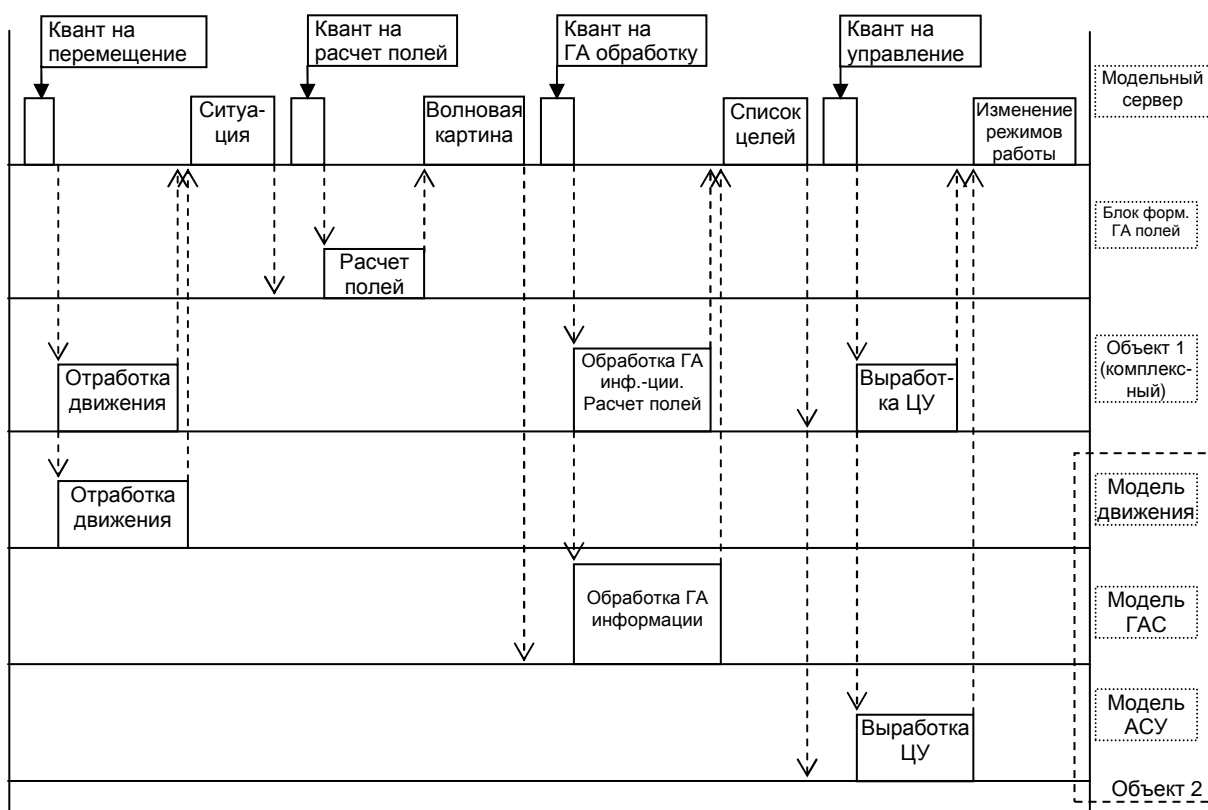 Квант на
перемещение
Квант на
расчет полей
Квант на
ГА обработку
Квант на
управление
Ситуа-
ция
Волновая
картина
Список
целей
Изменение
режимов
работы
Модельный
сервер
Расчет
полей
Блок форм.
ГА полей
Отработка
движения
Обработка ГА
инф.-ции.
Расчет полей
Выработ-
ка ЦУ
Объект 1
(комплекс-
ный)
Отработка
движения
Модель
движения
Обработка ГА
информации
Модель
ГАС
Выработка
ЦУ
Модель
АСУ
Объект 2